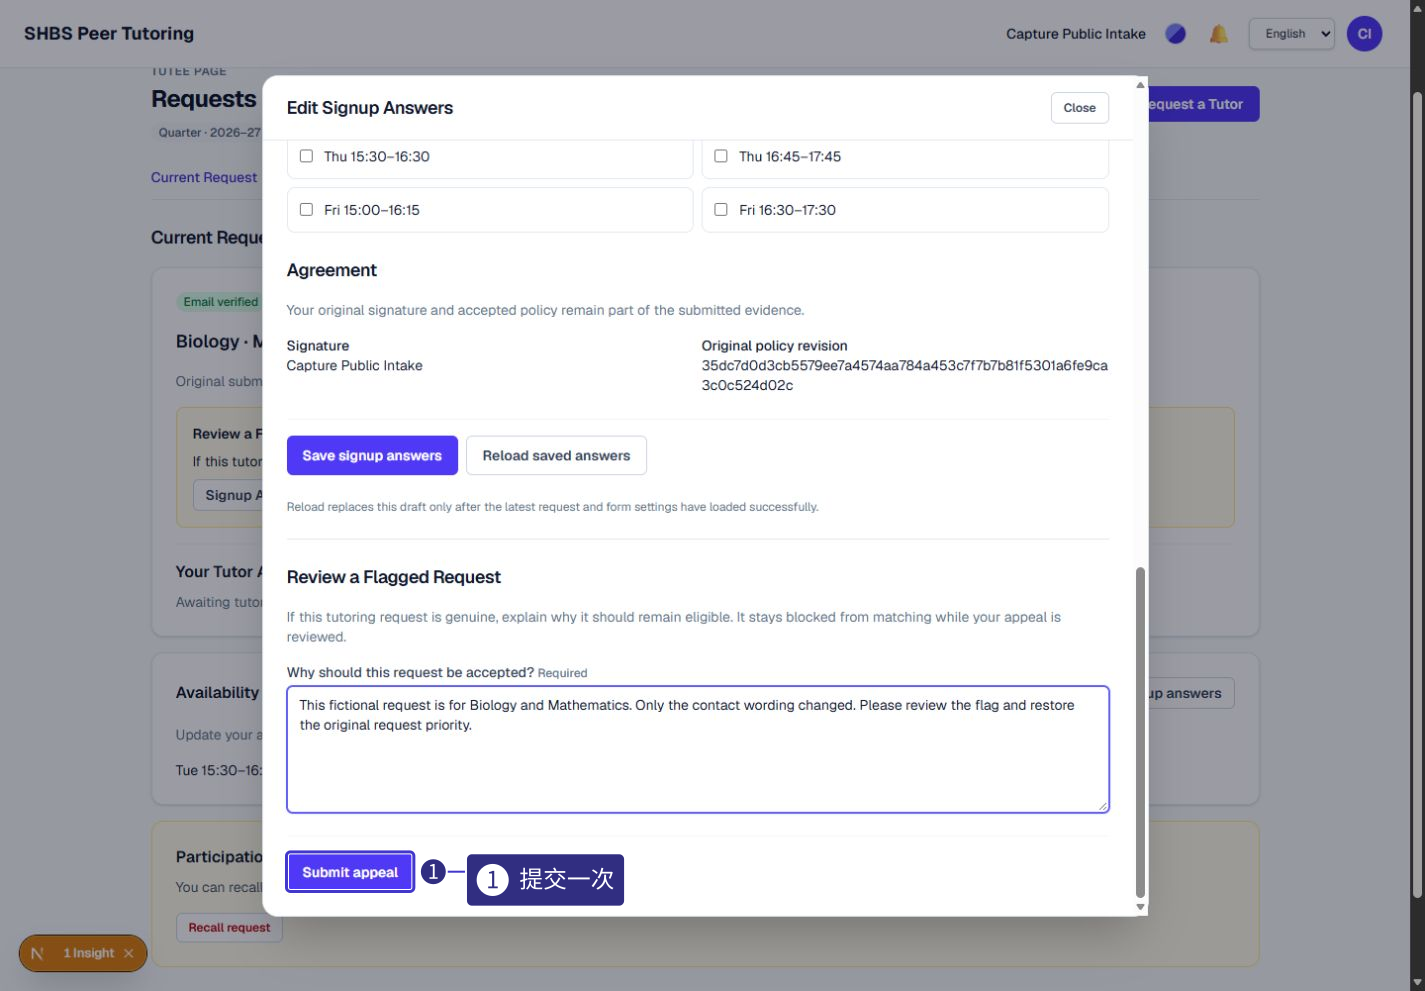 SHBS Peer Tutoring
Capture Public Intake
English
CI
TUTEE PAGE
Requests
equest a Tutor
Quarter · 2026–27
Current Request
Current Reque
Email verified
Biology · M
Original subm
Review a F
If this tutor
Signup A
Your Tutor A
Awaiting tuto
Availability
up answers
Update your a
Tue 15:30–16:
Participatio
You can recall
Recall request
N
1 Insight
Edit Signup Answers
Close
Thu 15:30–16:30
Thu 16:45–17:45
Fri 15:00–16:15
Fri 16:30–17:30
Agreement
Your original signature and accepted policy remain part of the submitted evidence.
Signature
Capture Public Intake
Original policy revision
35dc7d0d3cb5579ee7a4574aa784a453c7f7b7b81f5301a6fe9ca
3c0c524d02c
Save signup answers
Reload saved answers
Reload replaces this draft only after the latest request and form settings have loaded successfully.
Review a Flagged Request
If this tutoring request is genuine, explain why it should remain eligible. It stays blocked from matching while your appeal is
reviewed.
Why should this request be accepted? Required
This fictional request is for Biology and Mathematics. Only the contact wording changed. Please review the flag and restore
the original request priority.
Submit appeal
1
1 提交一次